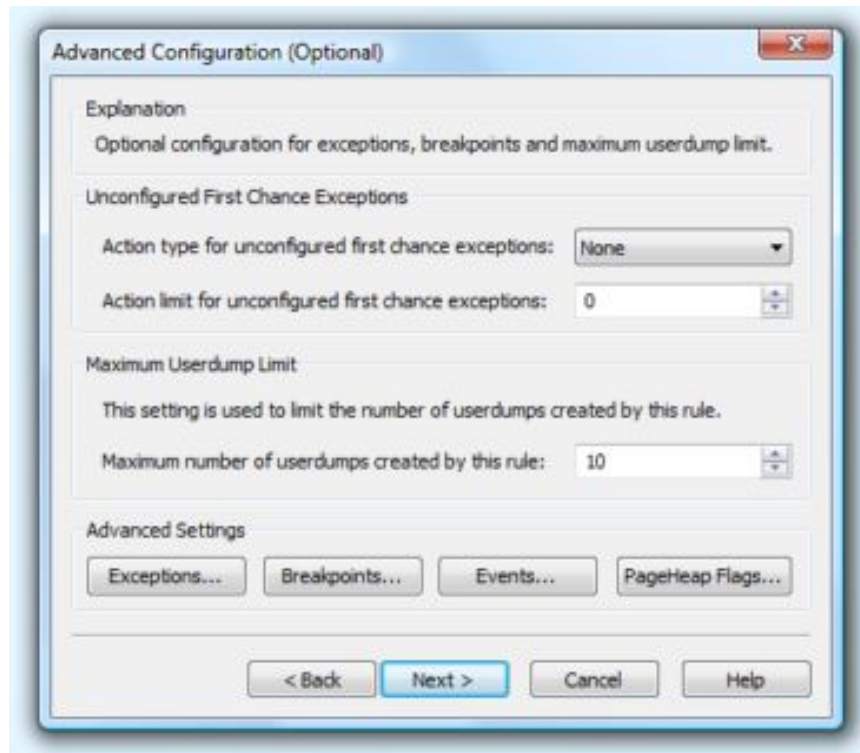 Advanced Configuration (Optional)
Explanation
Optional configuration for exceptions, breakpoints and maximum userdump limit.
Unconfigured First Chance Exceptions
Action type for unconfigured first chance exceptions: None
Action limit for unconfigured first chance exceptions: 0
Maximum Userdump Limit
This setting is used to limit the number of userdumps created by this rule.
Maximum number of userdumps created by this rule: 10
Advanced Settings
Exceptions... Breakpoints... Events... PageHeap Flags...
< Back Next > Cancel Help